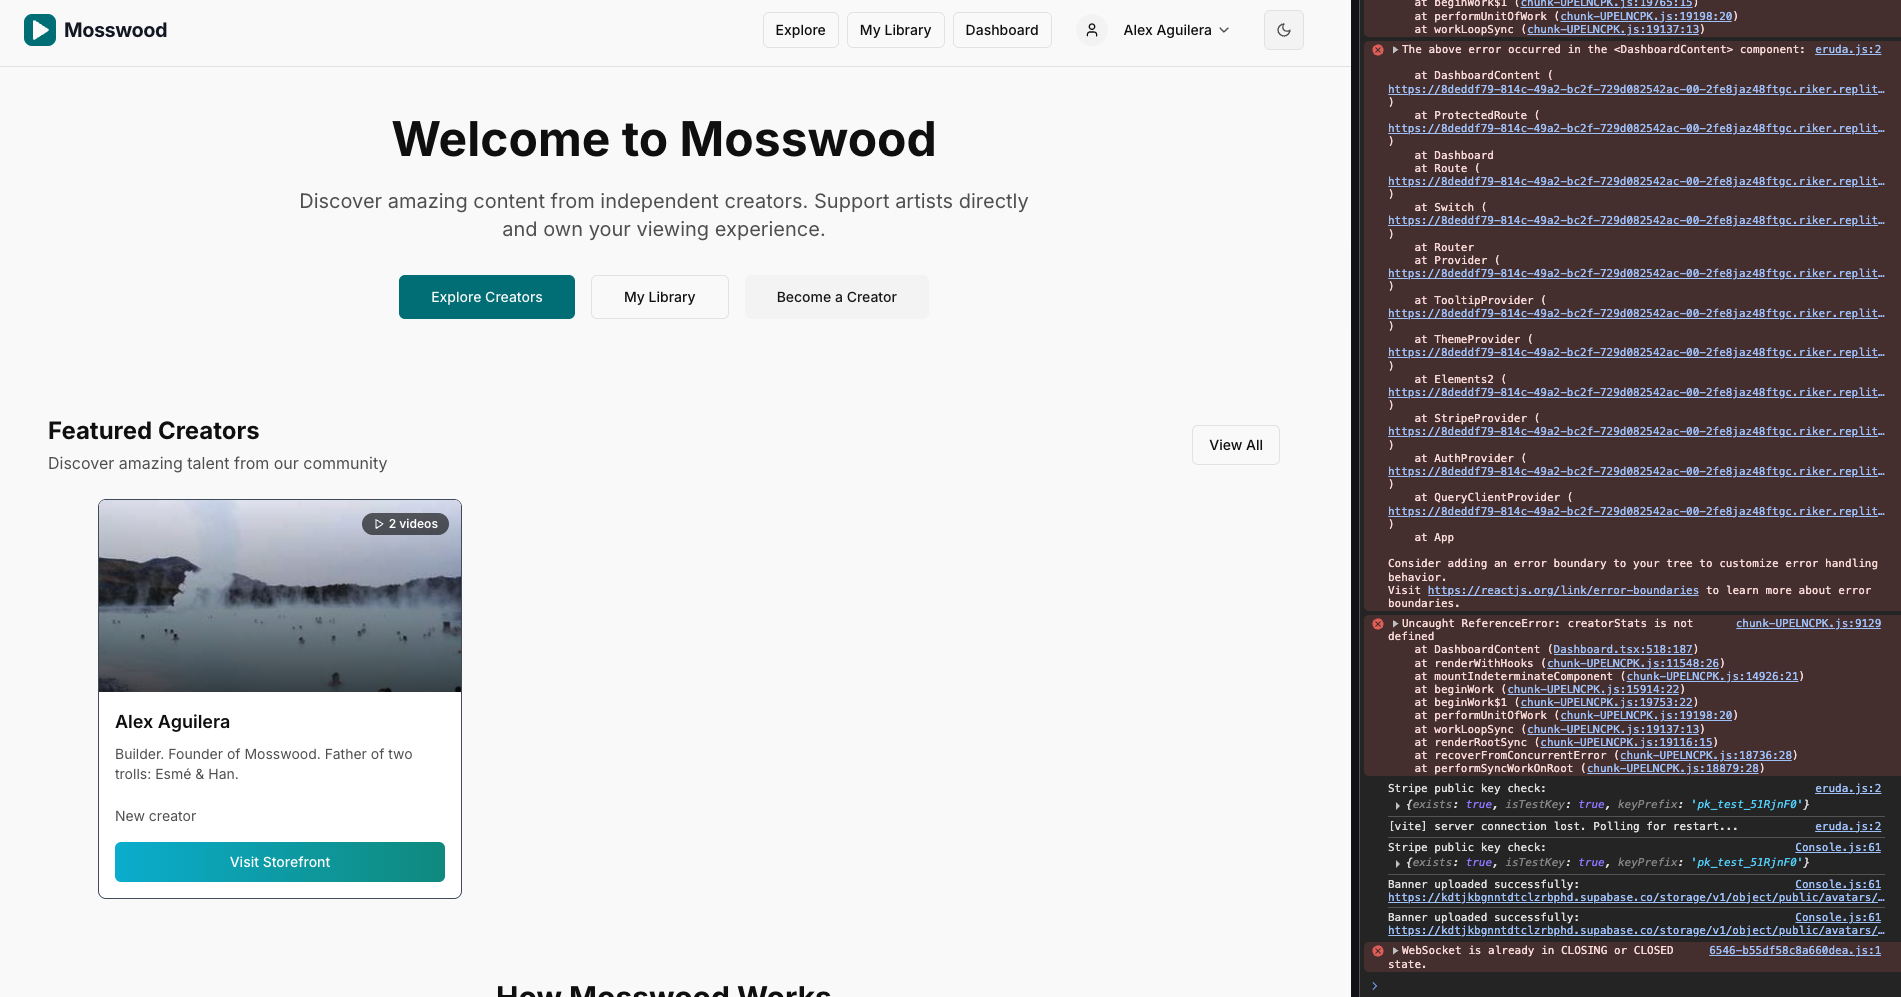 Mosswood
Explore
My Library
Dashboard
Alex Aguilera
Welcome to Mosswood
Discover amazing content from independent creators. Support artists directly
and own your viewing experience.
Explore Creators
My Library
Become a Creator
Featured Creators
Discover amazing talent from our community
View All
2 videos
Alex Aguilera
Builder. Founder of Mosswood. Father of two
trolls: Esmé & Han.
New creator
Visit Storefront
How Mosswood Works
at beginWork$1 (chunk-UPELNCPK.js:19765:15)
at performUnitOfWork (chunk-UPELNCPK.js:19198:20)
at workLoopSync (chunk-UPELNCPK.js:19137:13)
The above error occurred in the <DashboardContent> component: eruda.js:2
at DashboardContent (
https://8deddf79-814c-49a2-bc2f-729d082542ac-00-2fe8jaz48ftgc.riker.replit…
)
at ProtectedRoute (
https://8deddf79-814c-49a2-bc2f-729d082542ac-00-2fe8jaz48ftgc.riker.replit…
)
at Dashboard
at Route (
https://8deddf79-814c-49a2-bc2f-729d082542ac-00-2fe8jaz48ftgc.riker.replit…
)
at Switch (
https://8deddf79-814c-49a2-bc2f-729d082542ac-00-2fe8jaz48ftgc.riker.replit…
)
at Router
at Provider (
https://8deddf79-814c-49a2-bc2f-729d082542ac-00-2fe8jaz48ftgc.riker.replit…
)
at TooltipProvider (
https://8deddf79-814c-49a2-bc2f-729d082542ac-00-2fe8jaz48ftgc.riker.replit…
)
at ThemeProvider (
https://8deddf79-814c-49a2-bc2f-729d082542ac-00-2fe8jaz48ftgc.riker.replit…
)
at Elements2 (
https://8deddf79-814c-49a2-bc2f-729d082542ac-00-2fe8jaz48ftgc.riker.replit…
)
at StripeProvider (
https://8deddf79-814c-49a2-bc2f-729d082542ac-00-2fe8jaz48ftgc.riker.replit…
)
at AuthProvider (
https://8deddf79-814c-49a2-bc2f-729d082542ac-00-2fe8jaz48ftgc.riker.replit…
)
at QueryClientProvider (
https://8deddf79-814c-49a2-bc2f-729d082542ac-00-2fe8jaz48ftgc.riker.replit…
)
at App
Consider adding an error boundary to your tree to customize error handling
behavior.
Visit https://reactjs.org/link/error-boundaries to learn more about error
boundaries.
Uncaught ReferenceError: creatorStats is not chunk-UPELNCPK.js:9129
defined
at DashboardContent (Dashboard.tsx:518:187)
at renderWithHooks (chunk-UPELNCPK.js:11548:26)
at mountIndeterminateComponent (chunk-UPELNCPK.js:14926:21)
at beginWork (chunk-UPELNCPK.js:15914:22)
at beginWork$1 (chunk-UPELNCPK.js:19753:22)
at performUnitOfWork (chunk-UPELNCPK.js:19198:20)
at workLoopSync (chunk-UPELNCPK.js:19137:13)
at renderRootSync (chunk-UPELNCPK.js:19116:15)
at recoverFromConcurrentError (chunk-UPELNCPK.js:18736:28)
at performSyncWorkOnRoot (chunk-UPELNCPK.js:18879:28)
Stripe public key check: eruda.js:2
{exists: true, isTestKey: true, keyPrefix: 'pk_test_51RjnF0'}
[vite] server connection lost. Polling for restart... eruda.js:2
Stripe public key check: Console.js:61
{exists: true, isTestKey: true, keyPrefix: 'pk_test_51RjnF0'}
Banner uploaded successfully: Console.js:61
https://kdtjkbgnntdtclzrbphd.supabase.co/storage/v1/object/public/avatars/…
Banner uploaded successfully: Console.js:61
https://kdtjkbgnntdtclzrbphd.supabase.co/storage/v1/object/public/avatars/…
WebSocket is already in CLOSING or CLOSED 6546-b55df58c8a660dea.js:1
state.